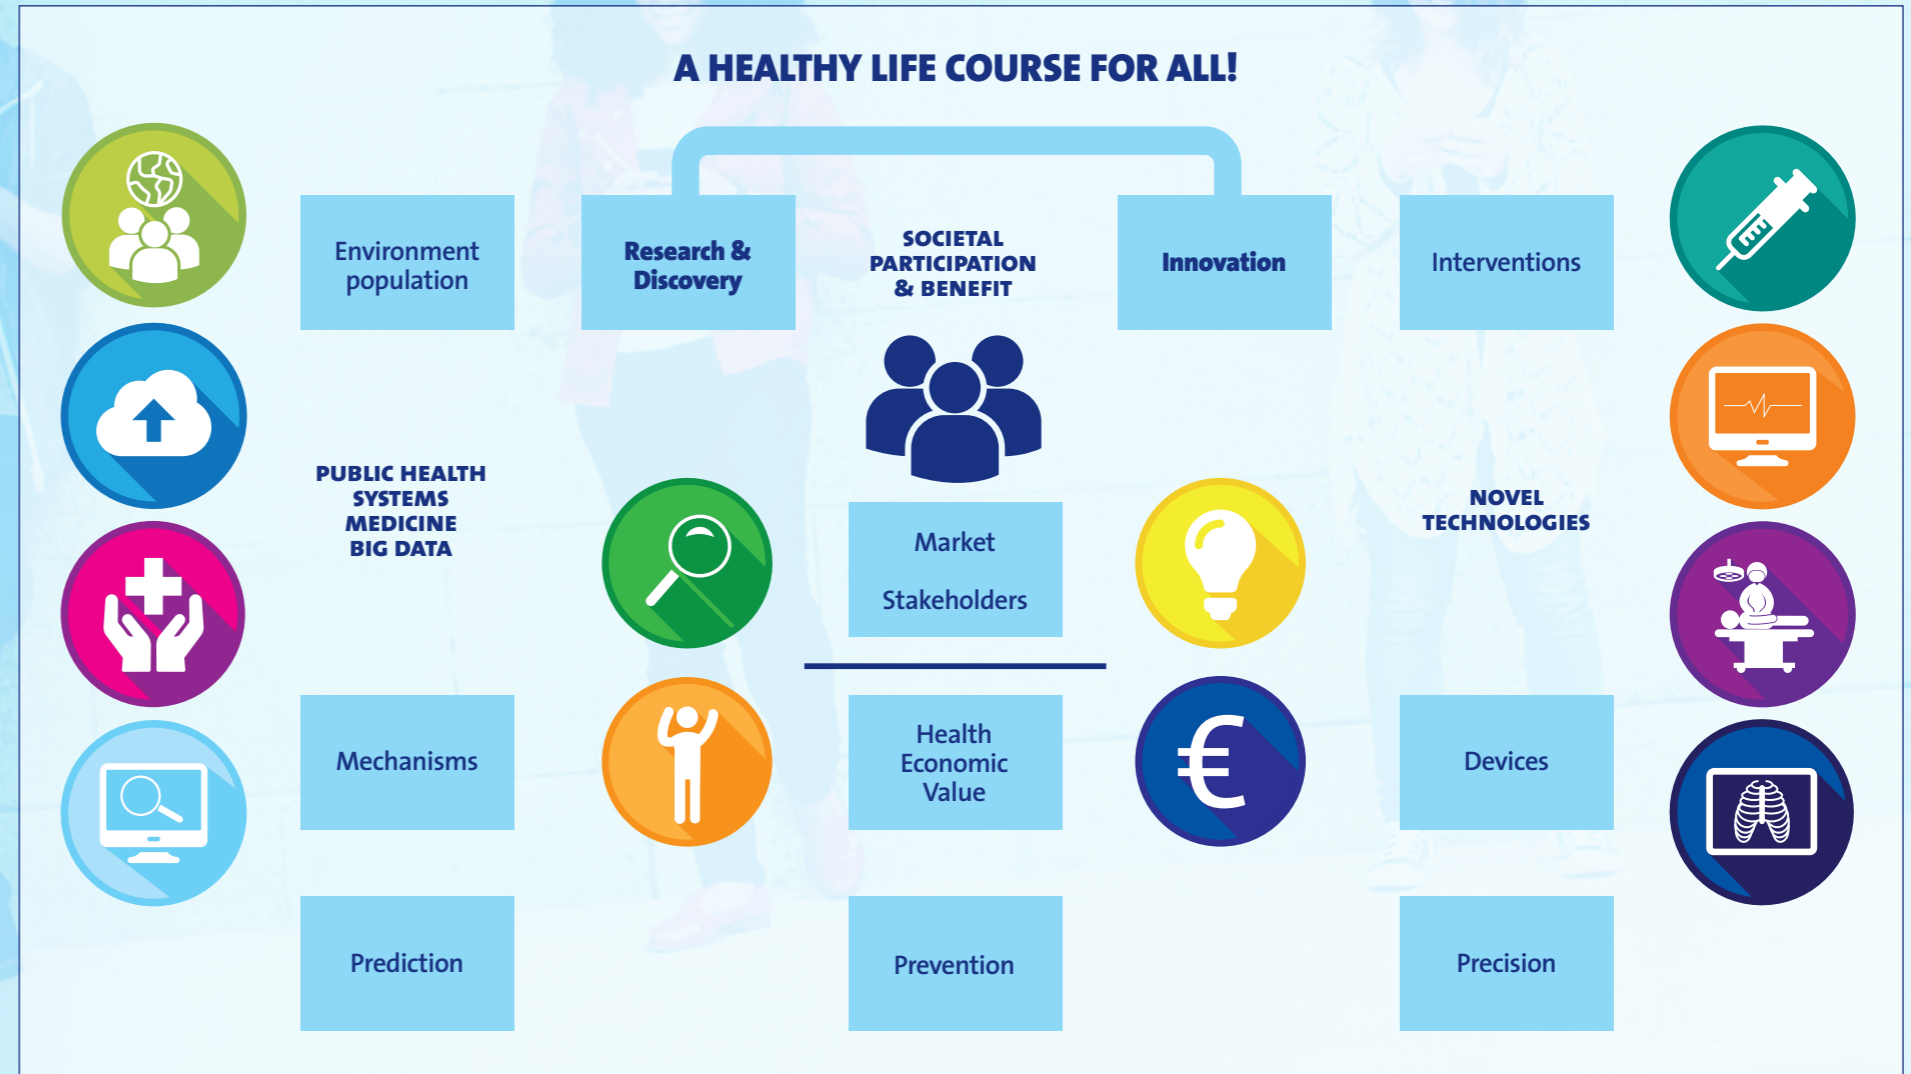 A HEALTHY LIFE COURSE FOR ALL!
Environment
population
Research &
Discovery
SOCIETAL
PARTICIPATION
& BENEFIT
Innovation
Interventions
PUBLIC HEALTH
SYSTEMS
MEDICINE
BIG DATA
Market
Stakeholders
NOVEL
TECHNOLOGIES
Mechanisms
Health
Economic
Value
€
Devices
Prediction
Prevention
Precision